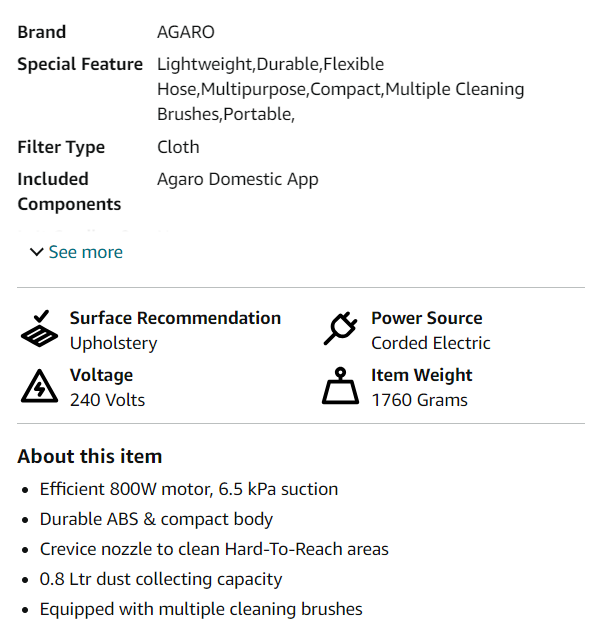 Brand AGARO
Special Feature Lightweight,Durable,Flexible
Hose,Multipurpose,Compact,Multiple Cleaning
Brushes,Portable,
Filter Type Cloth
Included Agaro Domestic App
Components
See more
Surface Recommendation Power Source
Upholstery Corded Electric
Voltage Item Weight
240 Volts 1760 Grams
About this item
• Efficient 800W motor, 6.5 kPa suction
• Durable ABS & compact body
• Crevice nozzle to clean Hard-To-Reach areas
• 0.8 Ltr dust collecting capacity
• Equipped with multiple cleaning brushes